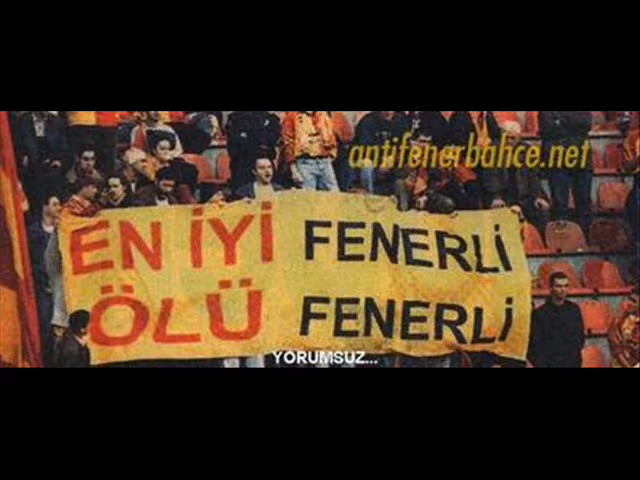 antifenerbahce.net
EN İYİ FENERLİ
ÖLÜ FENERLİ
YORUMSUZ...